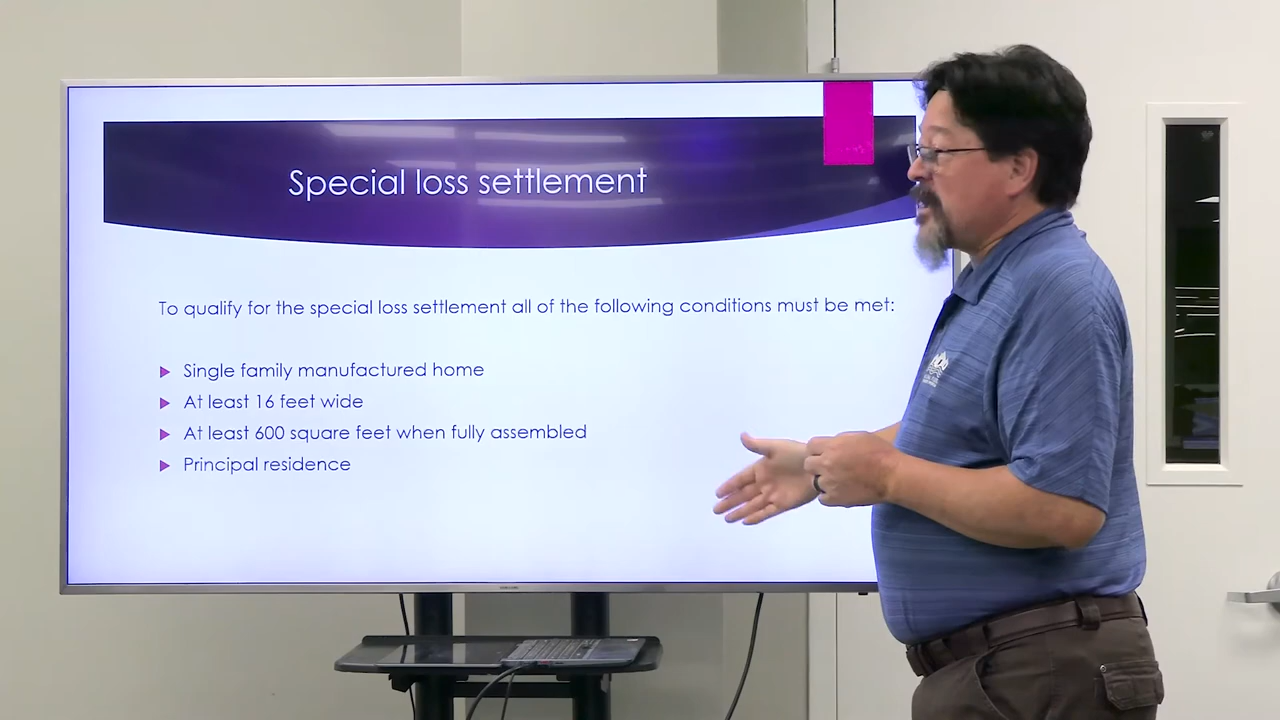 Special loss settlement
To qualify for the special loss settlement all of the following conditions must be met:
Single family manufactured home
At least 16 feet wide
At least 600 square feet when fully assembled
Principal residence